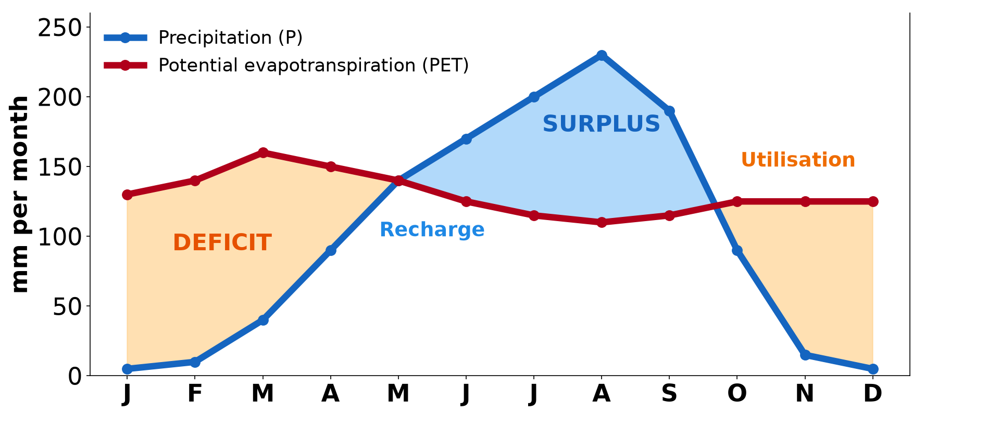 250
200
150
100
50
0
mm per month
Precipitation (P)
Potential evapotranspiration (PET)
SURPLUS
Utilisation
Recharge
DEFICIT
J F M A M J J A S O N D